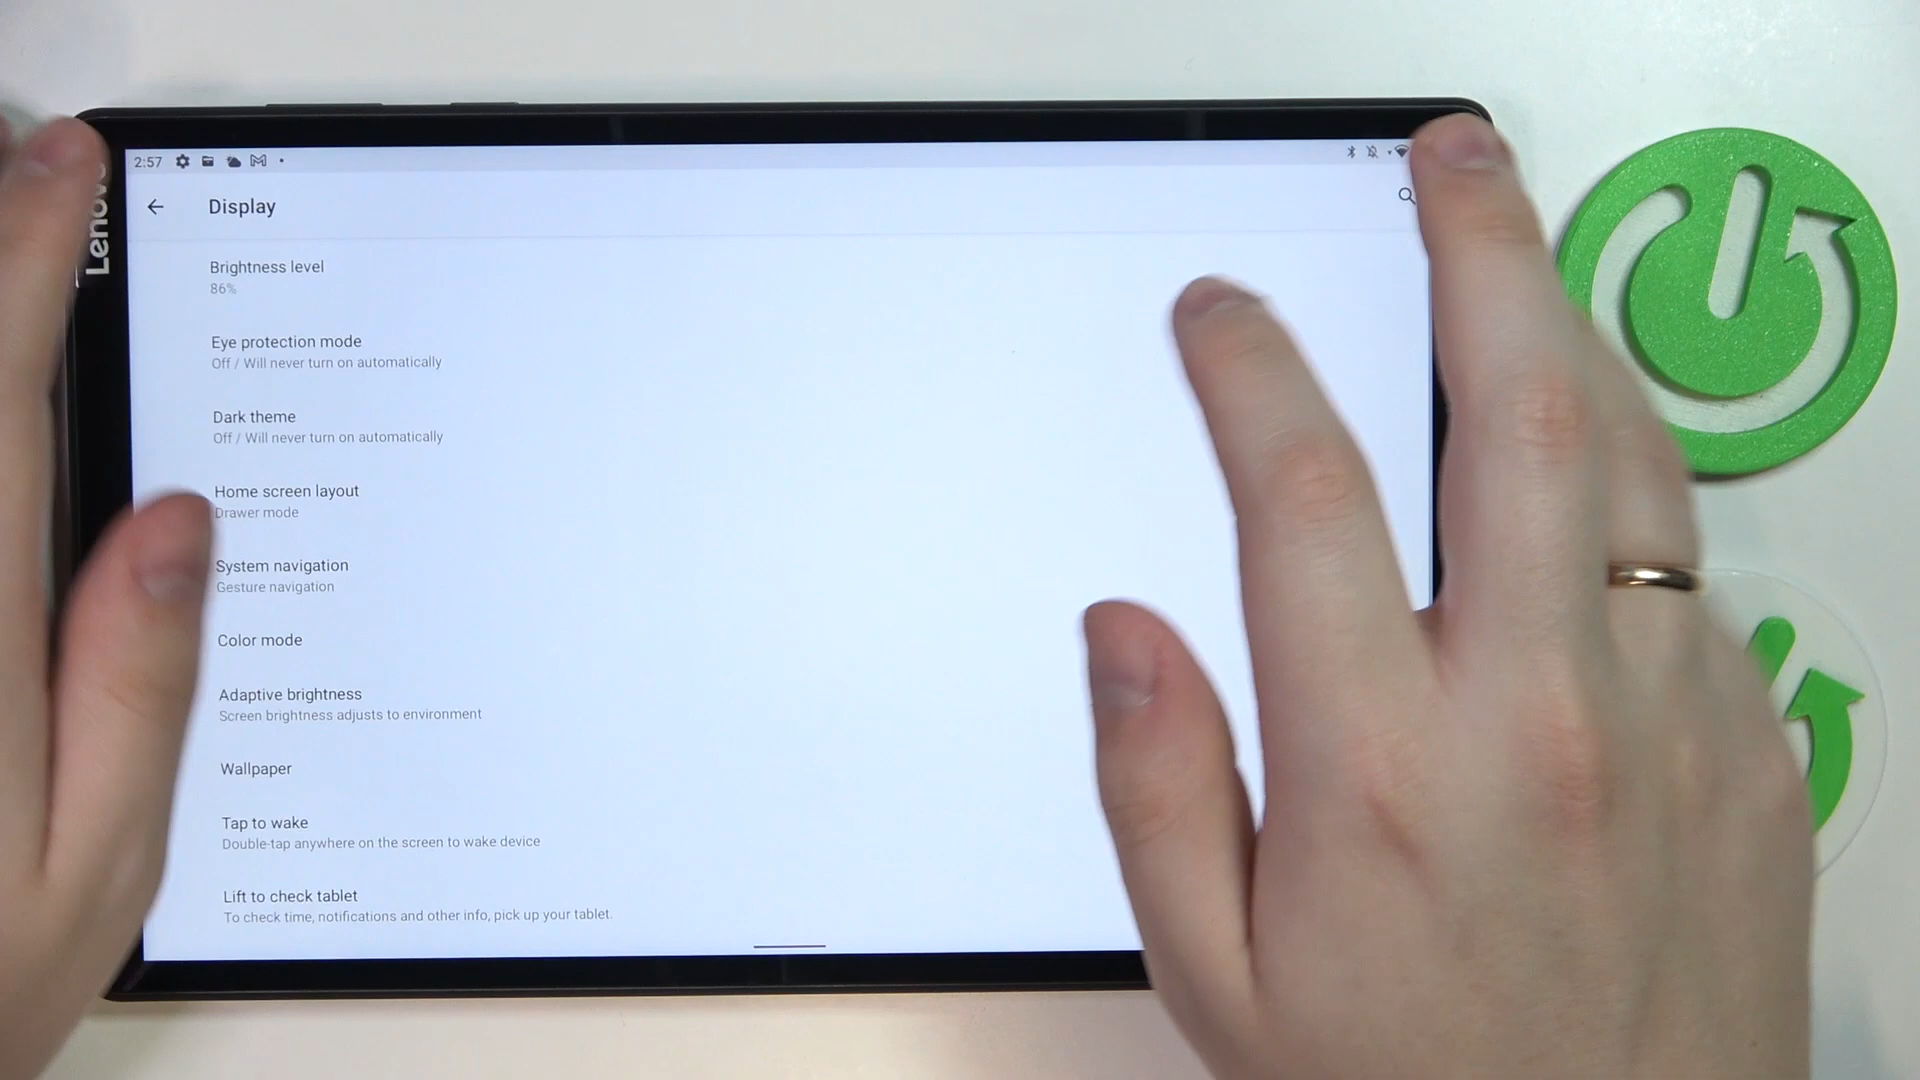 Lenovo
2:57
Display
Brightness level
86%
Eye protection mode
Off / Will never turn on automatically
Dark theme
Off / Will never turn on automatically
Home screen layout
Drawer mode
System navigation
Gesture navigation
Color mode
Adaptive brightness
Screen brightness adjusts to environment
Wallpaper
Tap to wake
Double-tap anywhere on the screen to wake device
Lift to check tablet
To check time, notifications and other info, pick up your tablet.